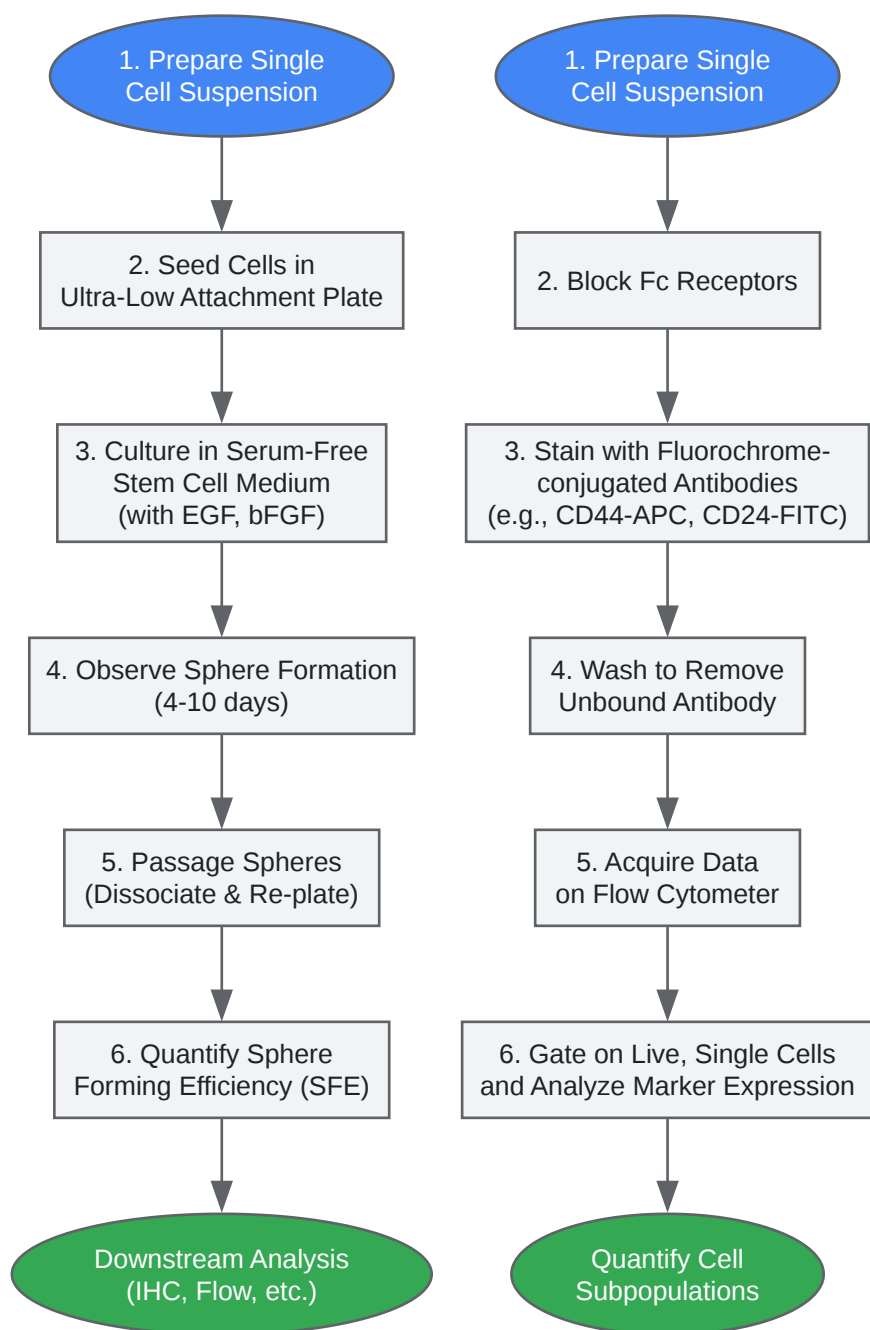 1. Prepare Single
Cell Suspension
2. Seed Cells in
Ultra-Low Attachment Plate
3. Culture in Serum-Free
Stem Cell Medium
(with EGF, bFGF)
4. Observe Sphere Formation
(4-10 days)
5. Passage Spheres
(Dissociate & Re-plate)
6. Quantify Sphere
Forming Efficiency (SFE)
Downstream Analysis
(IHC, Flow, etc.)
1. Prepare Single
Cell Suspension
2. Block Fc Receptors
3. Stain with Fluorochrome-
conjugated Antibodies
(e.g., CD44-APC, CD24-FITC)
4. Wash to Remove
Unbound Antibody
5. Acquire Data
on Flow Cytometer
6. Gate on Live, Single Cells
and Analyze Marker Expression
Quantify Cell
Subpopulations